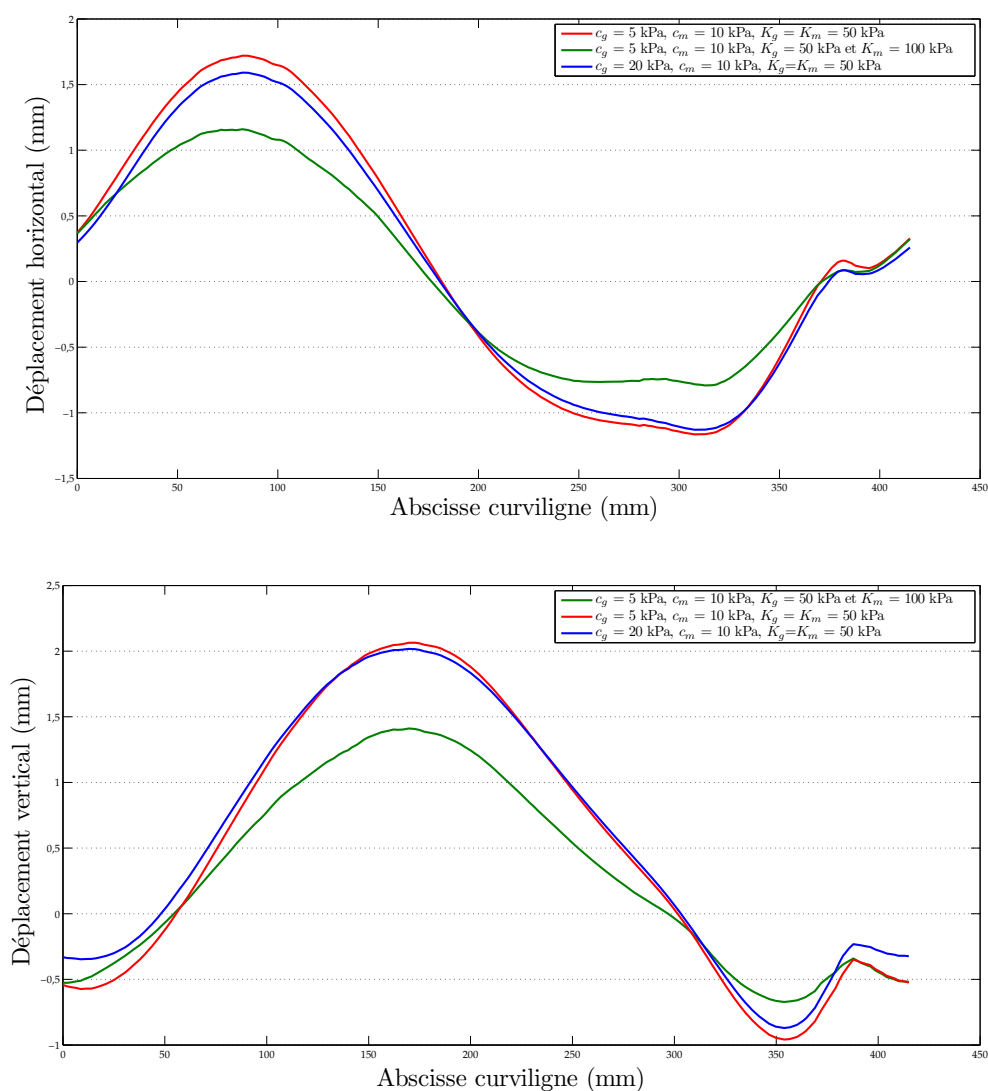 2
1,5
1
0,5
0
−0,5
−1
−1,5
Déplacement horizontal (mm)
c_g = 5 kPa, c_m = 10 kPa, K_g = K_m = 50 kPa
c_g = 5 kPa, c_m = 10 kPa, K_g = 50 kPa et K_m = 100 kPa
c_g = 20 kPa, c_m = 10 kPa, K_g=K_m = 50 kPa
0 50 100 150 200 250 300 350 400 450
Abscisse curviligne (mm)
2,5
2
1,5
1
0,5
0
−0,5
−1
Déplacement vertical (mm)
c_g = 5 kPa, c_m = 10 kPa, K_g = 50 kPa et K_m = 100 kPa
c_g = 5 kPa, c_m = 10 kPa, K_g = K_m = 50 kPa
c_g = 20 kPa, c_m = 10 kPa, K_g=K_m = 50 kPa
0 50 100 150 200 250 300 350 400 450
Abscisse curviligne (mm)